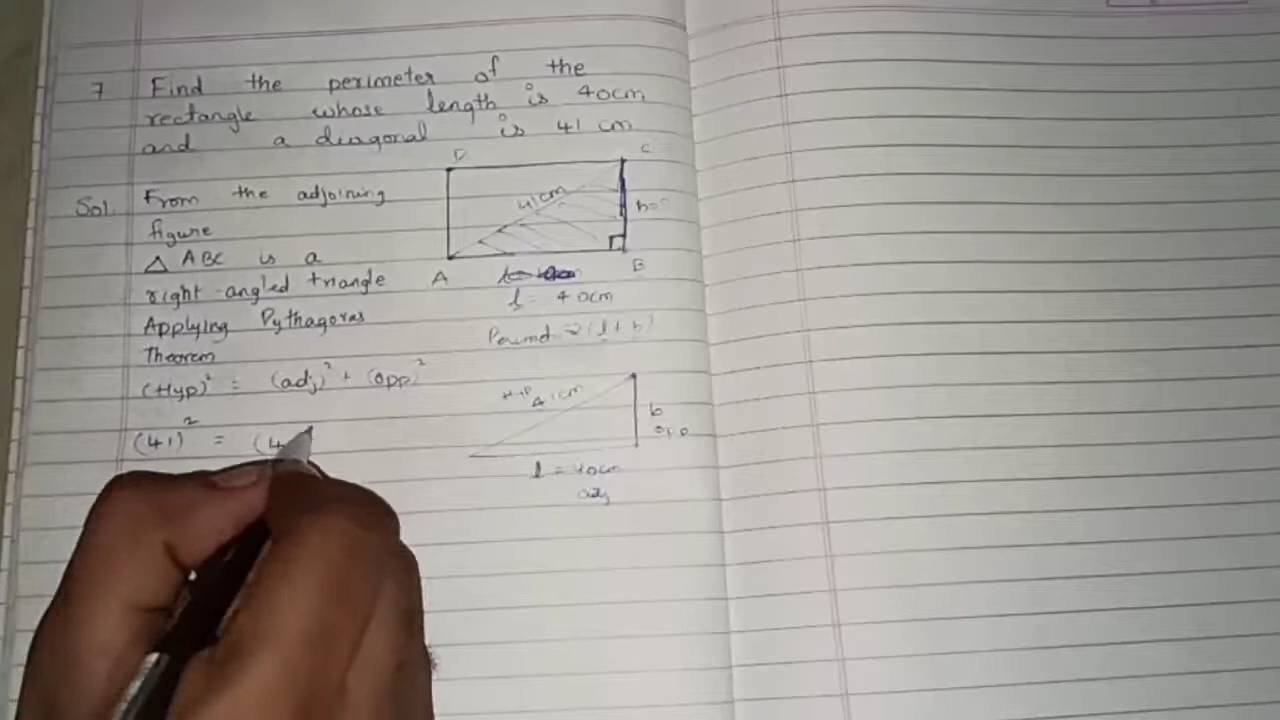 7 Find the perimeter of the
rectangle whose length is 40cm
and a diagonal is 41 cm
D C
Sol. From the adjoining
41cm
figure
△ ABC is a
A B
right-angled triangle
l = 40cm
Applying Pythagoras
= 2(l + b)
Theorem
(Hyp)² = (adj)² + (opp)²
Hyp 41cm
b
opp
(41)² = (4
l = 40cm
adj